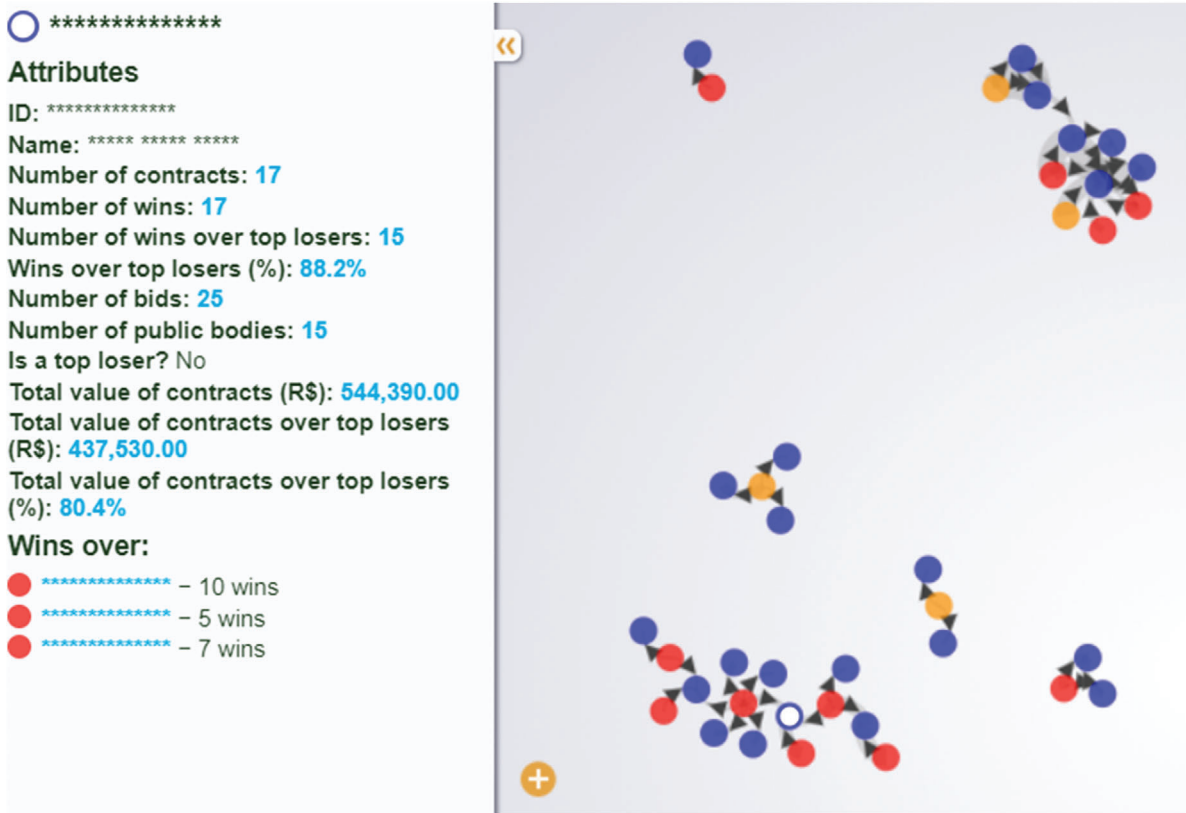 **************
Attributes
ID: **************
Name: ***** ***** *****
Number of contracts: 17
Number of wins: 17
Number of wins over top losers: 15
Wins over top losers (%): 88.2%
Number of bids: 25
Number of public bodies: 15
Is a top loser? No
Total value of contracts (R$): 544,390.00
Total value of contracts over top losers
(R$): 437,530.00
Total value of contracts over top losers
(%): 80.4%
Wins over:
************** – 10 wins
************** – 5 wins
************** – 7 wins